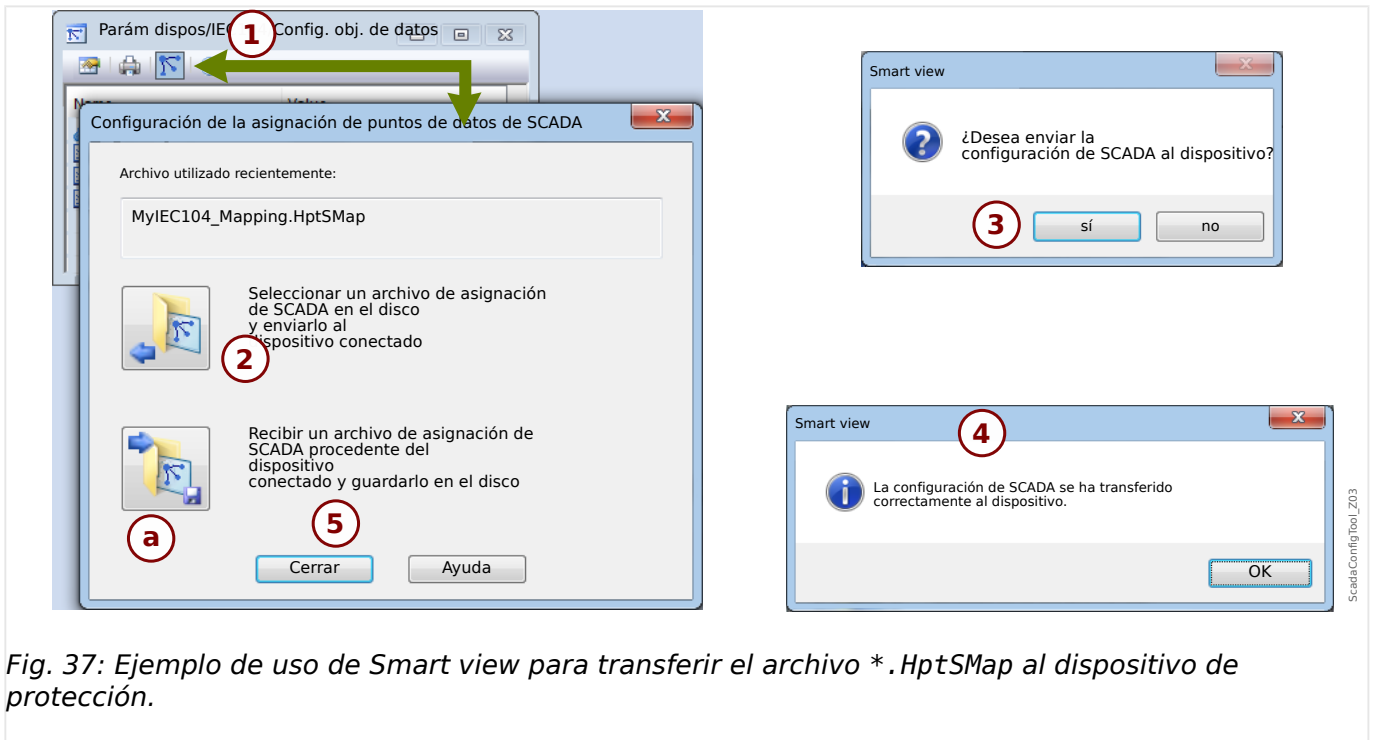 Parám dispos/IEC
1
Config. obj. de datos
Name
Value
Configuración de la asignación de puntos de datos de SCADA
Archivo utilizado recientemente:
MyIEC104_Mapping.HptSMap
Seleccionar un archivo de asignación
de SCADA en el disco
y enviarlo al
dispositivo conectado
2
Recibir un archivo de asignación de
SCADA procedente del
dispositivo
conectado y guardarlo en el disco
a
5
Cerrar
Ayuda
Smart view
¿Desea enviar la
configuración de SCADA al dispositivo?
3
sí
no
Smart view
4
La configuración de SCADA se ha transferido
correctamente al dispositivo.
OK
ScadaConfigTool_Z03
Fig. 37: Ejemplo de uso de Smart view para transferir el archivo *.HptSMap al dispositivo de
protección.